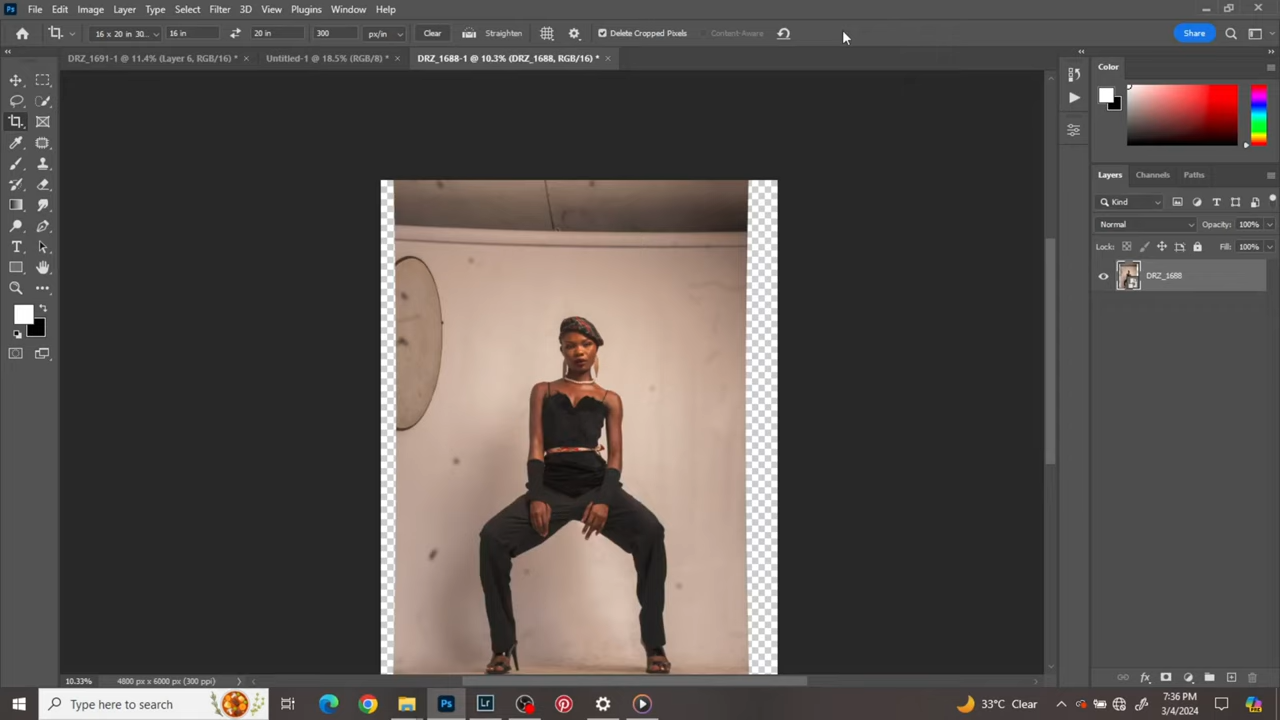 Ps File Edit Image Layer Type Select Filter 3D View Plugins Window Help
16 x 20 in 30... 16 in 20 in 300 px/in Clear Straighten Delete Cropped Pixels Content-Aware Share
DRZ_1691-1 @ 11.4% (Layer 6, RGB/16) * × Untitled-1 @ 18.5% (RGB/8) * × DRZ_1688-1 @ 10.3% (DRZ_1688, RGB/16) * ×
Color
Layers Channels Paths
Kind
Normal Opacity: 100%
Lock: Fill: 100%
DRZ_1688
10.33% 4800 px x 6000 px (300 ppi)
Type here to search Ps Lr 33°C Clear 7:36 PM
3/4/2024